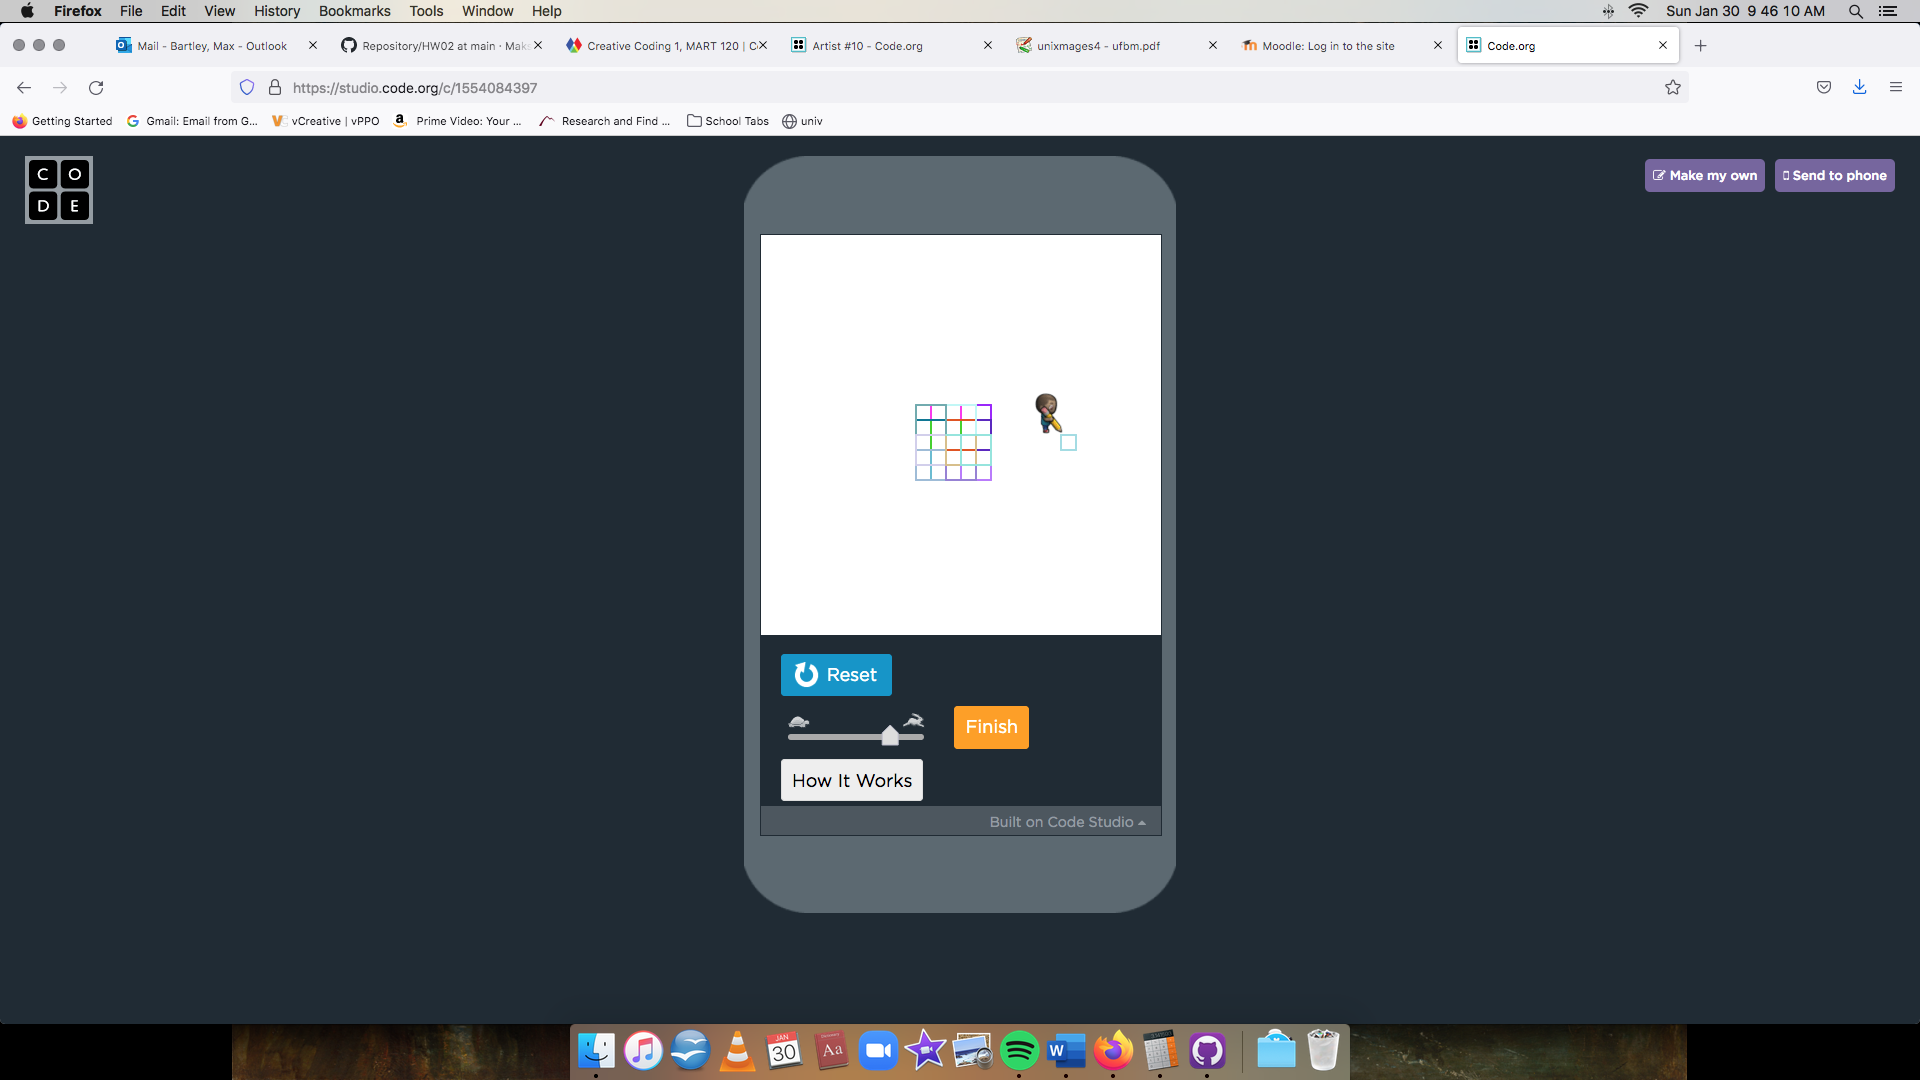 Firefox File Edit View History Bookmarks Tools Window Help Sun Jan 30 9 46 10 AM
Mail - Bartley, Max - Outlook Repository/HW02 at main · Mak Creative Coding 1, MART 120 | C Artist #10 - Code.org unixmages4 - ufbm.pdf Moodle: Log in to the site Code.org
https://studio.code.org/c/1554084397
Getting Started Gmail: Email from G... vCreative | vPPO Prime Video: Your ... Research and Find ... School Tabs univ
C O
D E
Make my own Send to phone
Reset
Finish
How It Works
Built on Code Studio
JAN
30
Aa
W